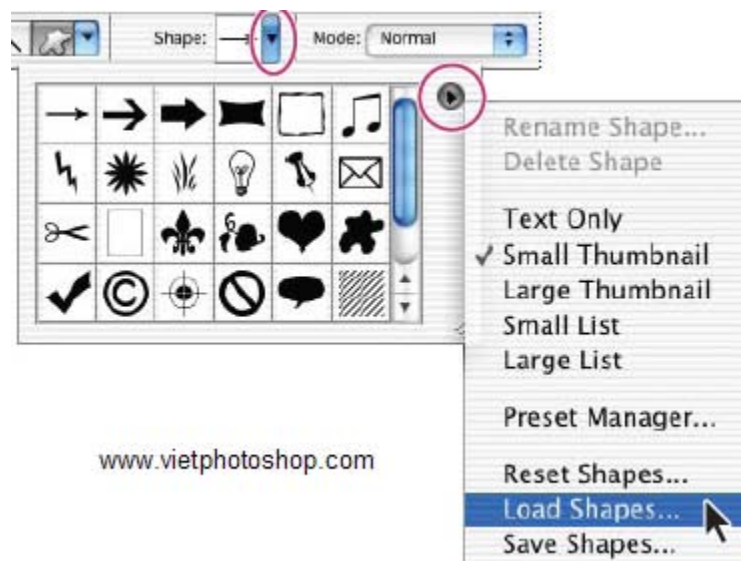 Shape:
Mode: Normal
Rename Shape...
Delete Shape
Text Only
Small Thumbnail
Large Thumbnail
Small List
Large List
Preset Manager...
Reset Shapes...
Load Shapes...
Save Shapes...
www.vietphotoshop.com